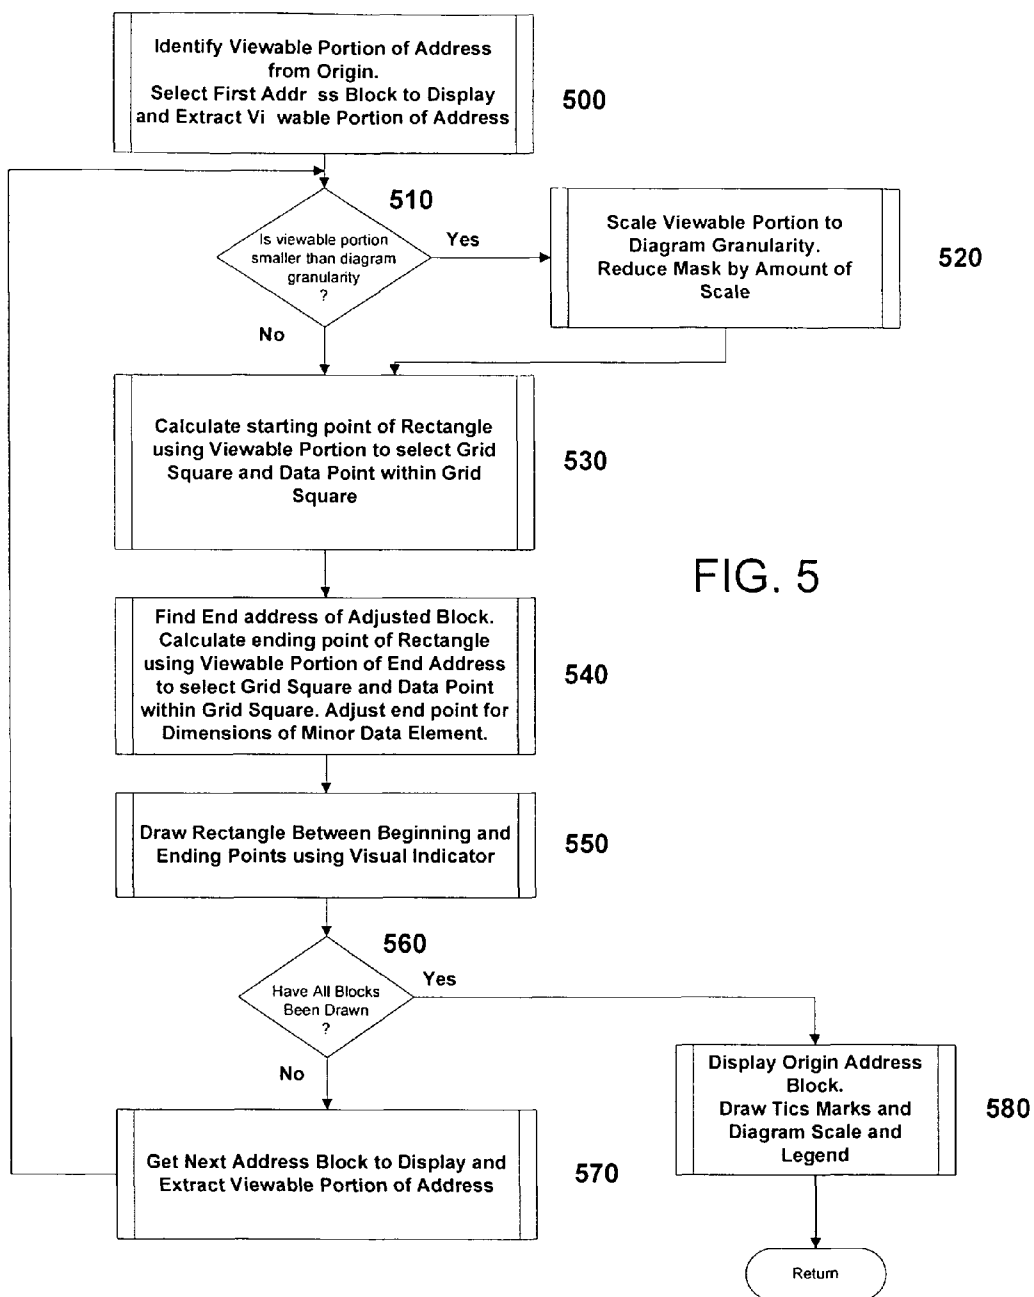 Identify Viewable Portion of Address
from Origin.
Select First Addr ss Block to Display
and Extract Vi wable Portion of Address
500
510
Is viewable portion
smaller than diagram
granularity
?
Yes
No
Scale Viewable Portion to
Diagram Granularity.
Reduce Mask by Amount of
Scale
520
Calculate starting point of Rectangle
using Viewable Portion to select Grid
Square and Data Point within Grid
Square
530
FIG. 5
Find End address of Adjusted Block.
Calculate ending point of Rectangle
using Viewable Portion of End Address
to select Grid Square and Data Point
within Grid Square. Adjust end point for
Dimensions of Minor Data Element.
540
Draw Rectangle Between Beginning and
Ending Points using Visual Indicator
550
560
Have All Blocks
Been Drawn
?
Yes
No
Get Next Address Block to Display and
Extract Viewable Portion of Address
570
Display Origin Address
Block.
Draw Tics Marks and
Diagram Scale and
Legend
580
Return